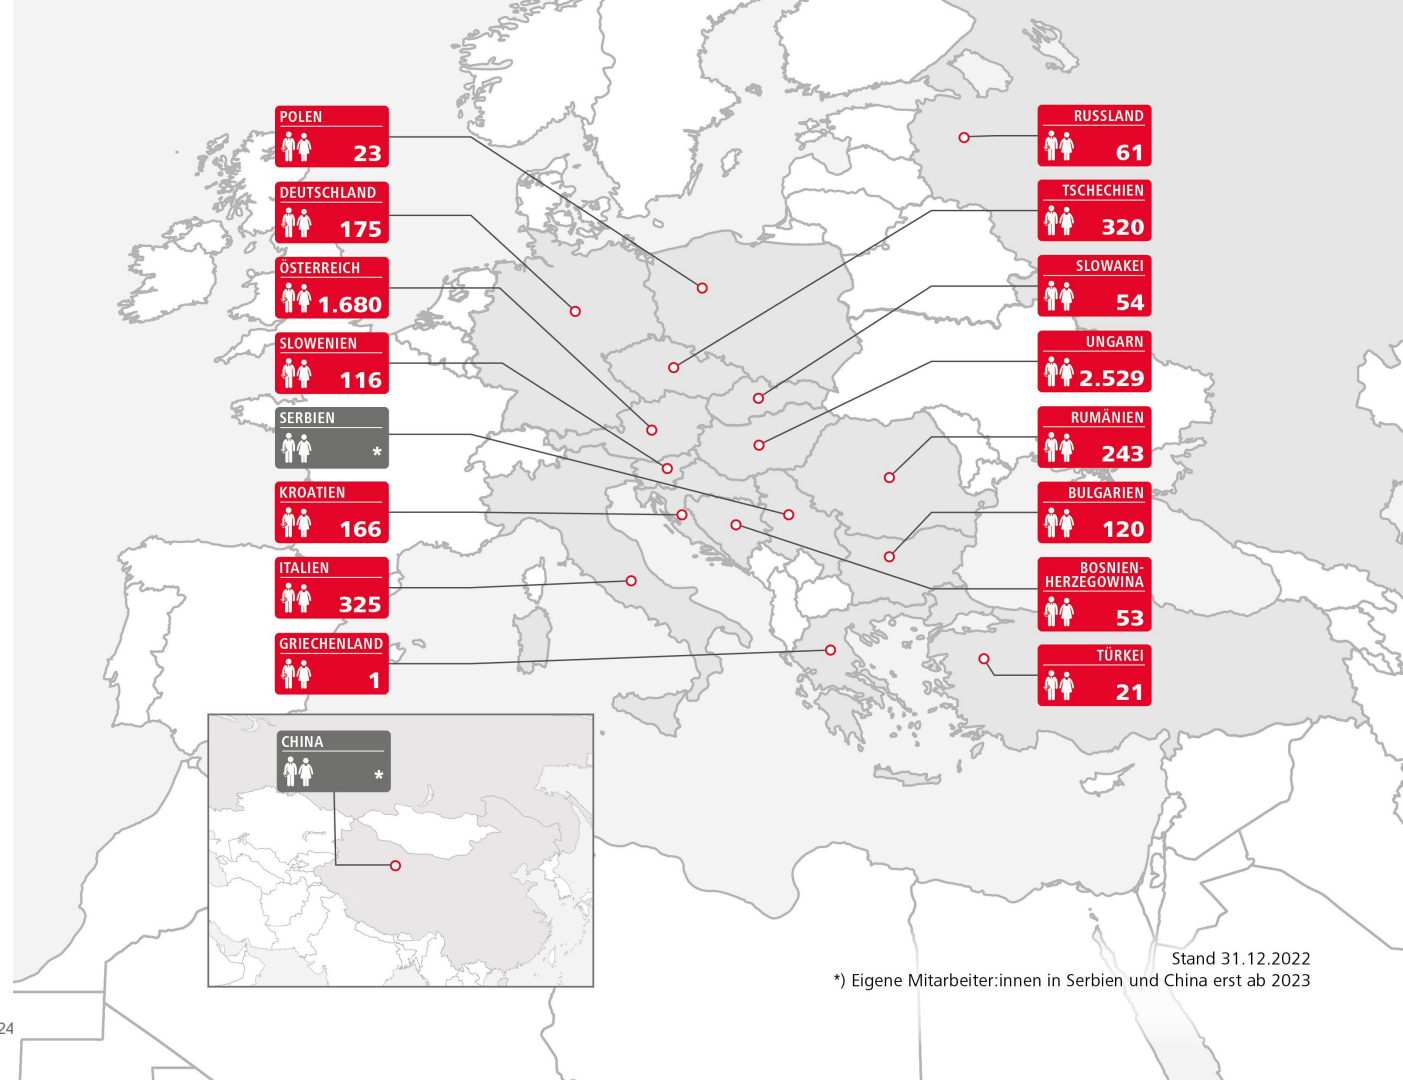 POLEN
23
DEUTSCHLAND
175
ÖSTERREICH
1.680
SLOWENIEN
116
SERBIEN
*
KROATIEN
166
ITALIEN
325
GRIECHENLAND
1
CHINA
*
RUSSLAND
61
TSCHECHIEN
320
SLOWAKEI
54
UNGARN
2.529
RUMÄNIEN
243
BULGARIEN
120
BOSNIEN-
HERZEGOWINA
53
TÜRKEI
21
Stand 31.12.2022
*) Eigene Mitarbeiter:innen in Serbien und China erst ab 2023
24